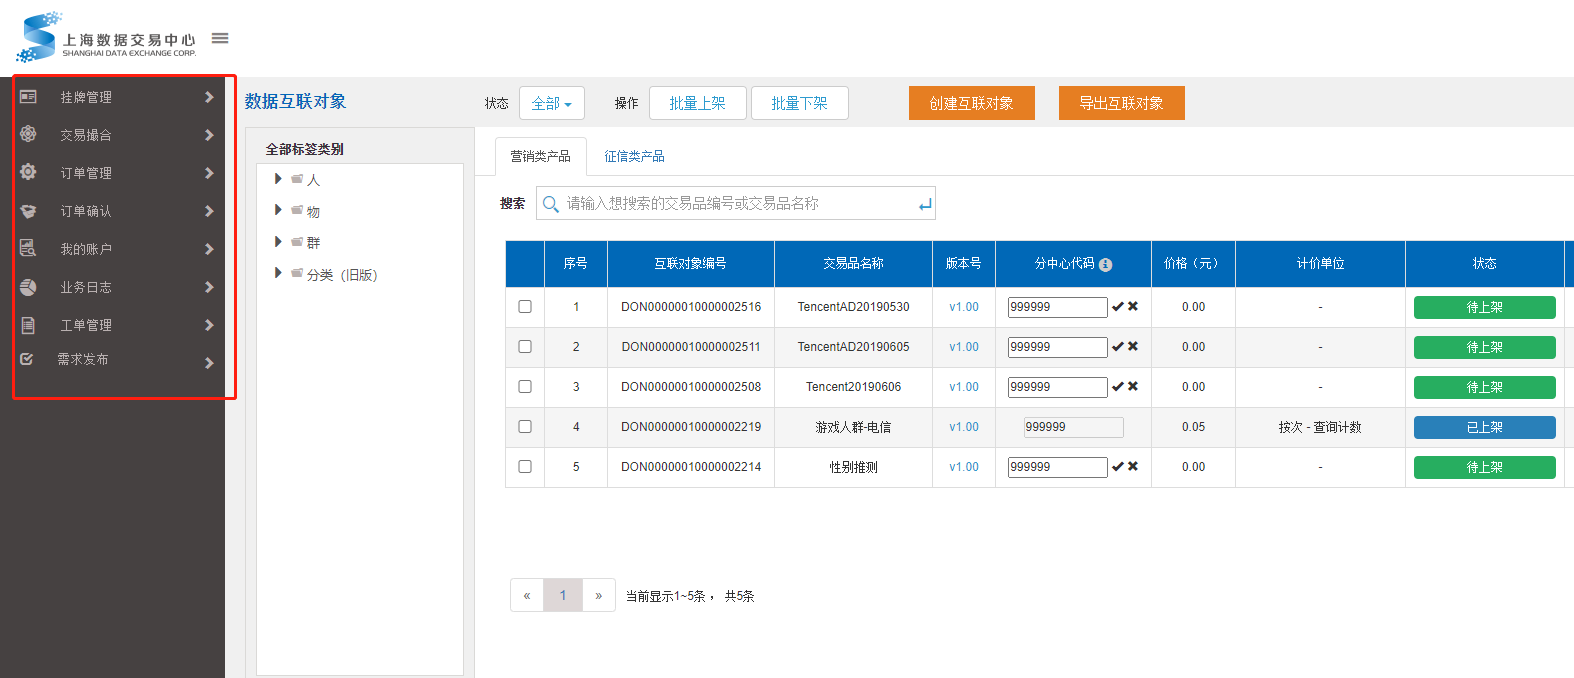 上海数据交易中心
SHANGHAI DATA EXCHANGE CORP.
挂牌管理
交易撮合
订单管理
订单确认
我的账户
业务日志
工单管理
需求发布
数据互联对象
状态 全部 操作 批量上架 批量下架 创建互联对象 导出互联对象
全部标签类别
人
物
群
分类（旧版）
营销类产品 征信类产品
搜索 请输入想搜索的交易品编号或交易品名称
序号 互联对象编号 交易品名称 版本号 分中心代码 价格（元） 计价单位 状态
1 DON00000010000002516 TencentAD20190530 v1.00 999999 0.00 - 待上架
2 DON00000010000002511 TencentAD20190605 v1.00 999999 0.00 - 待上架
3 DON00000010000002508 Tencent20190606 v1.00 999999 0.00 - 待上架
4 DON00000010000002219 游戏人群-电信 v1.00 999999 0.05 按次 - 查询计数 已上架
5 DON00000010000002214 性别推测 v1.00 999999 0.00 - 待上架
« 1 » 当前显示1~5条， 共5条